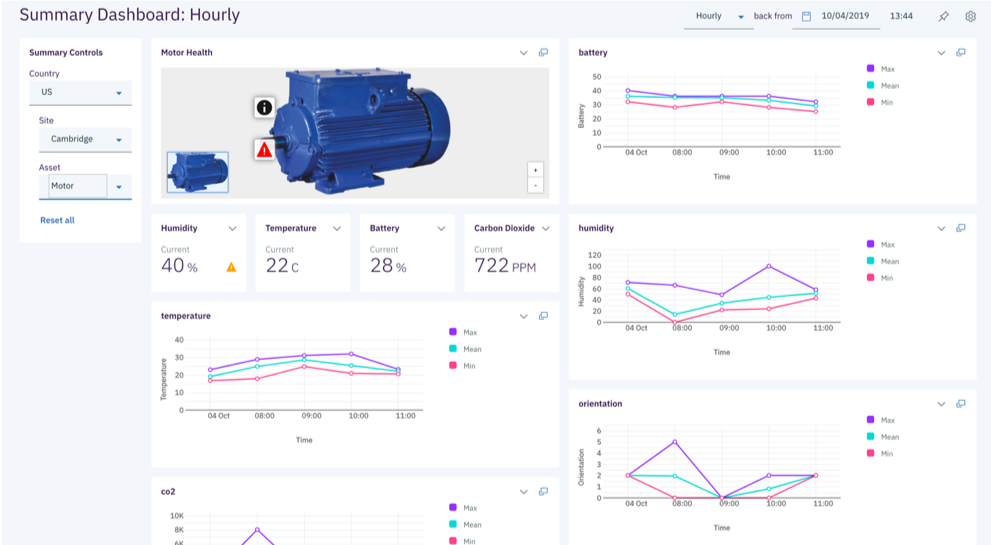 Summary Dashboard: Hourly
Hourly back from 10/04/2019 13:44
Summary Controls
Country
US
Site
Cambridge
Asset
Motor
Reset all
Motor Health
+
-
Humidity
Current
40 %
Temperature
Current
22 C
Battery
Current
28 %
Carbon Dioxide
Current
722 PPM
temperature
Max
Mean
Min
Temperature
40
30
20
10
0
04 Oct 08:00 09:00 10:00 11:00
Time
co2
Max
Mean
Min
10K
8K
6K
battery
Max
Mean
Min
Battery
50
40
30
20
10
0
04 Oct 08:00 09:00 10:00 11:00
Time
humidity
Max
Mean
Min
Humidity
120
100
80
60
40
20
0
04 Oct 08:00 09:00 10:00 11:00
Time
orientation
Max
Mean
Min
Orientation
6
5
4
3
2
1
0
04 Oct 08:00 09:00 10:00 11:00
Time